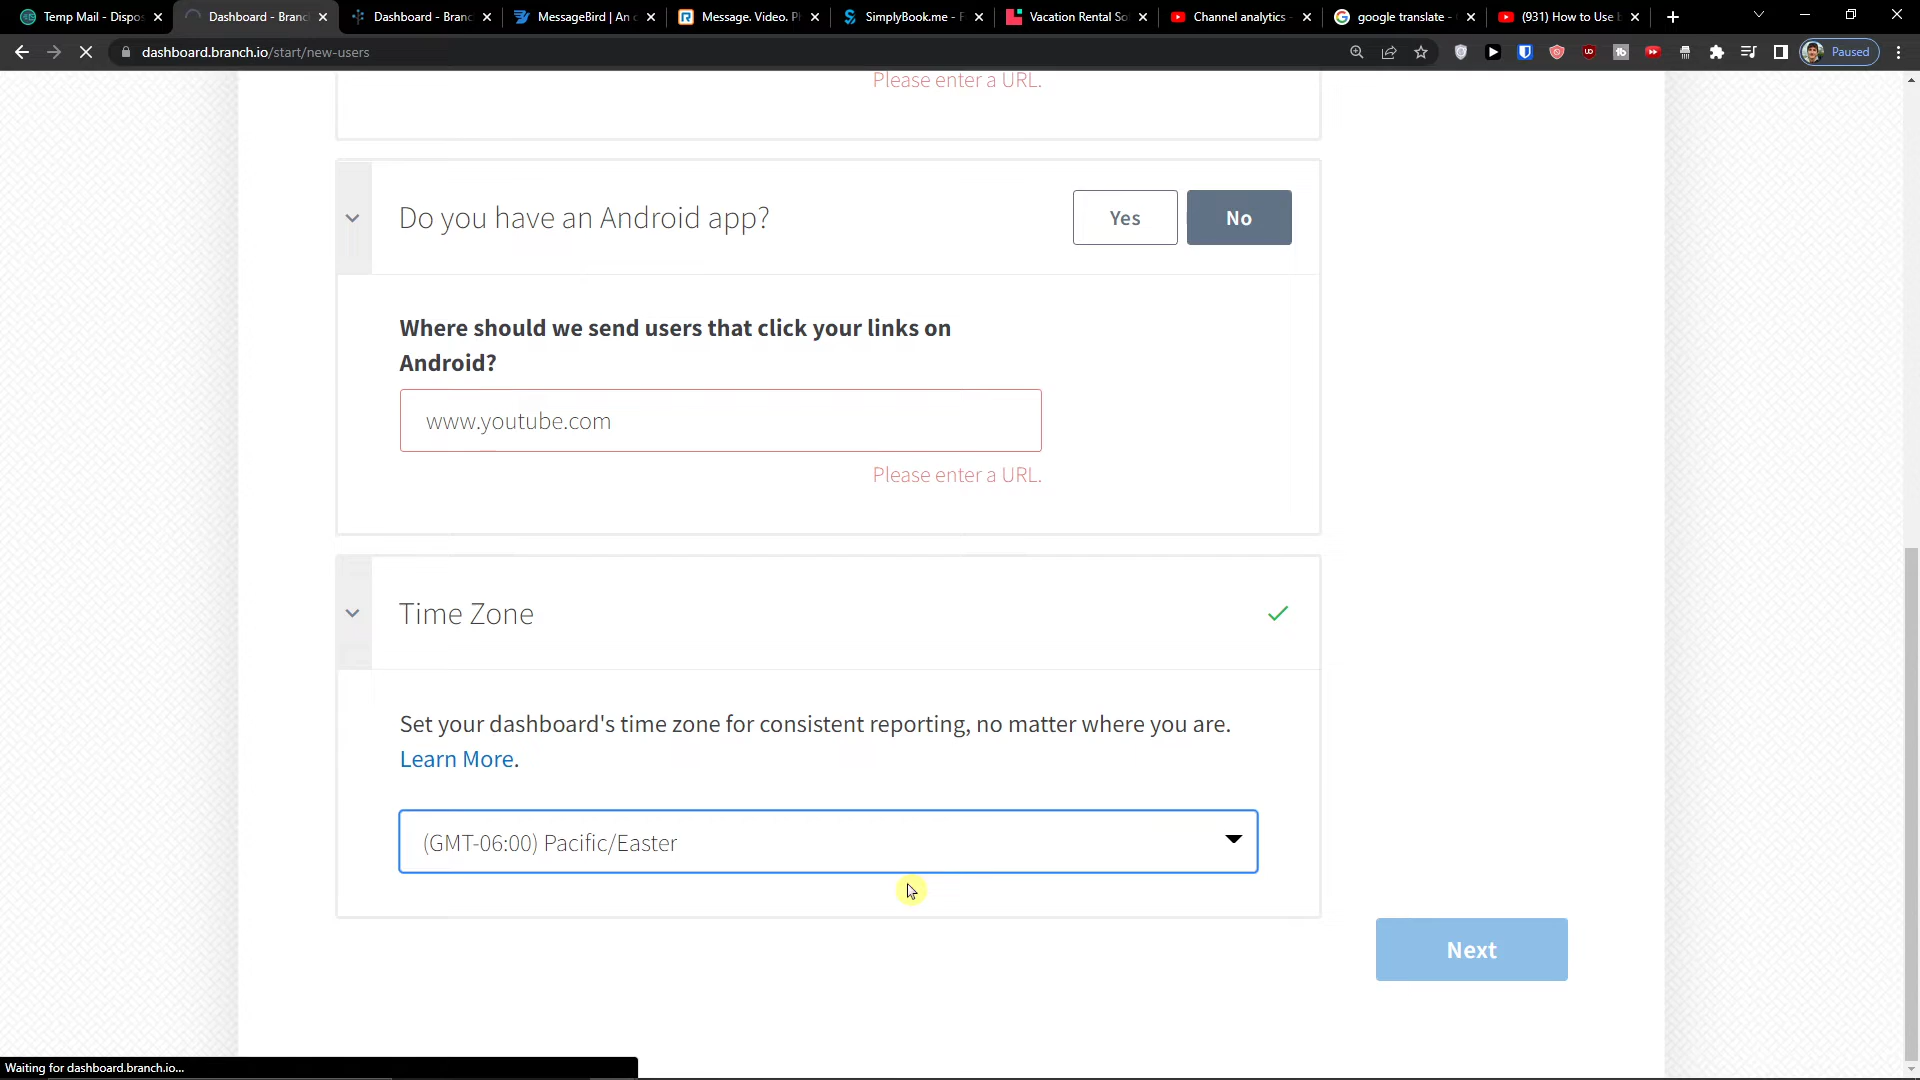 Temp Mail - Dispos
Dashboard - Branc
Dashboard - Branc
MessageBird | An
Message. Video. P
SimplyBook.me - F
Vacation Rental So
Channel analytics -
google translate -
(931) How to Use
dashboard.branch.io/start/new-users
Paused
Please enter a URL.
Do you have an Android app?
Yes
No
Where should we send users that click your links on
Android?
www.youtube.com
Please enter a URL.
Time Zone
Set your dashboard's time zone for consistent reporting, no matter where you are.
Learn More.
(GMT-06:00) Pacific/Easter
Next
Waiting for dashboard.branch.io...